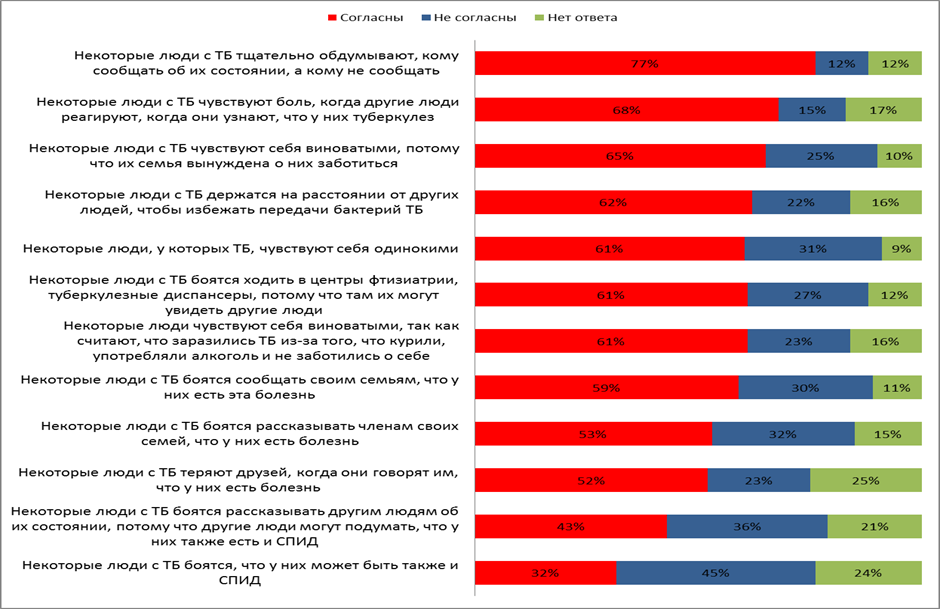 Согласны Не согласны Нет ответа
Некоторые люди с ТБ тщательно обдумывают, кому
сообщать об их состоянии, а кому не сообщать
77% 12% 12%
Некоторые люди с ТБ чувствуют боль, когда другие люди
реагируют, когда они узнают, что у них туберкулез
68% 15% 17%
Некоторые люди с ТБ чувствуют себя виноватыми, потому
что их семья вынуждена о них заботиться
65% 25% 10%
Некоторые люди с ТБ держатся на расстоянии от других
людей, чтобы избежать передачи бактерий ТБ
62% 22% 16%
Некоторые люди, у которых ТБ, чувствуют себя одинокими
61% 31% 9%
Некоторые люди с ТБ боятся ходить в центры фтизиатрии,
туберкулезные диспансеры, потому что там их могут
увидеть другие люди
61% 27% 12%
Некоторые люди чувствуют себя виноватыми, так как
считают, что заразились ТБ из-за того, что курили,
употребляли алкоголь и не заботились о себе
61% 23% 16%
Некоторые люди с ТБ боятся сообщать своим семьям, что у
них есть эта болезнь
59% 30% 11%
Некоторые люди с ТБ боятся рассказывать членам своих
семей, что у них есть болезнь
53% 32% 15%
Некоторые люди с ТБ теряют друзей, когда они говорят им,
что у них есть болезнь
52% 23% 25%
Некоторые люди с ТБ боятся рассказывать другим людям об
их состоянии, потому что другие люди могут подумать, что у
них также есть и СПИД
43% 36% 21%
Некоторые люди с ТБ боятся, что у них может быть также и
СПИД
32% 45% 24%